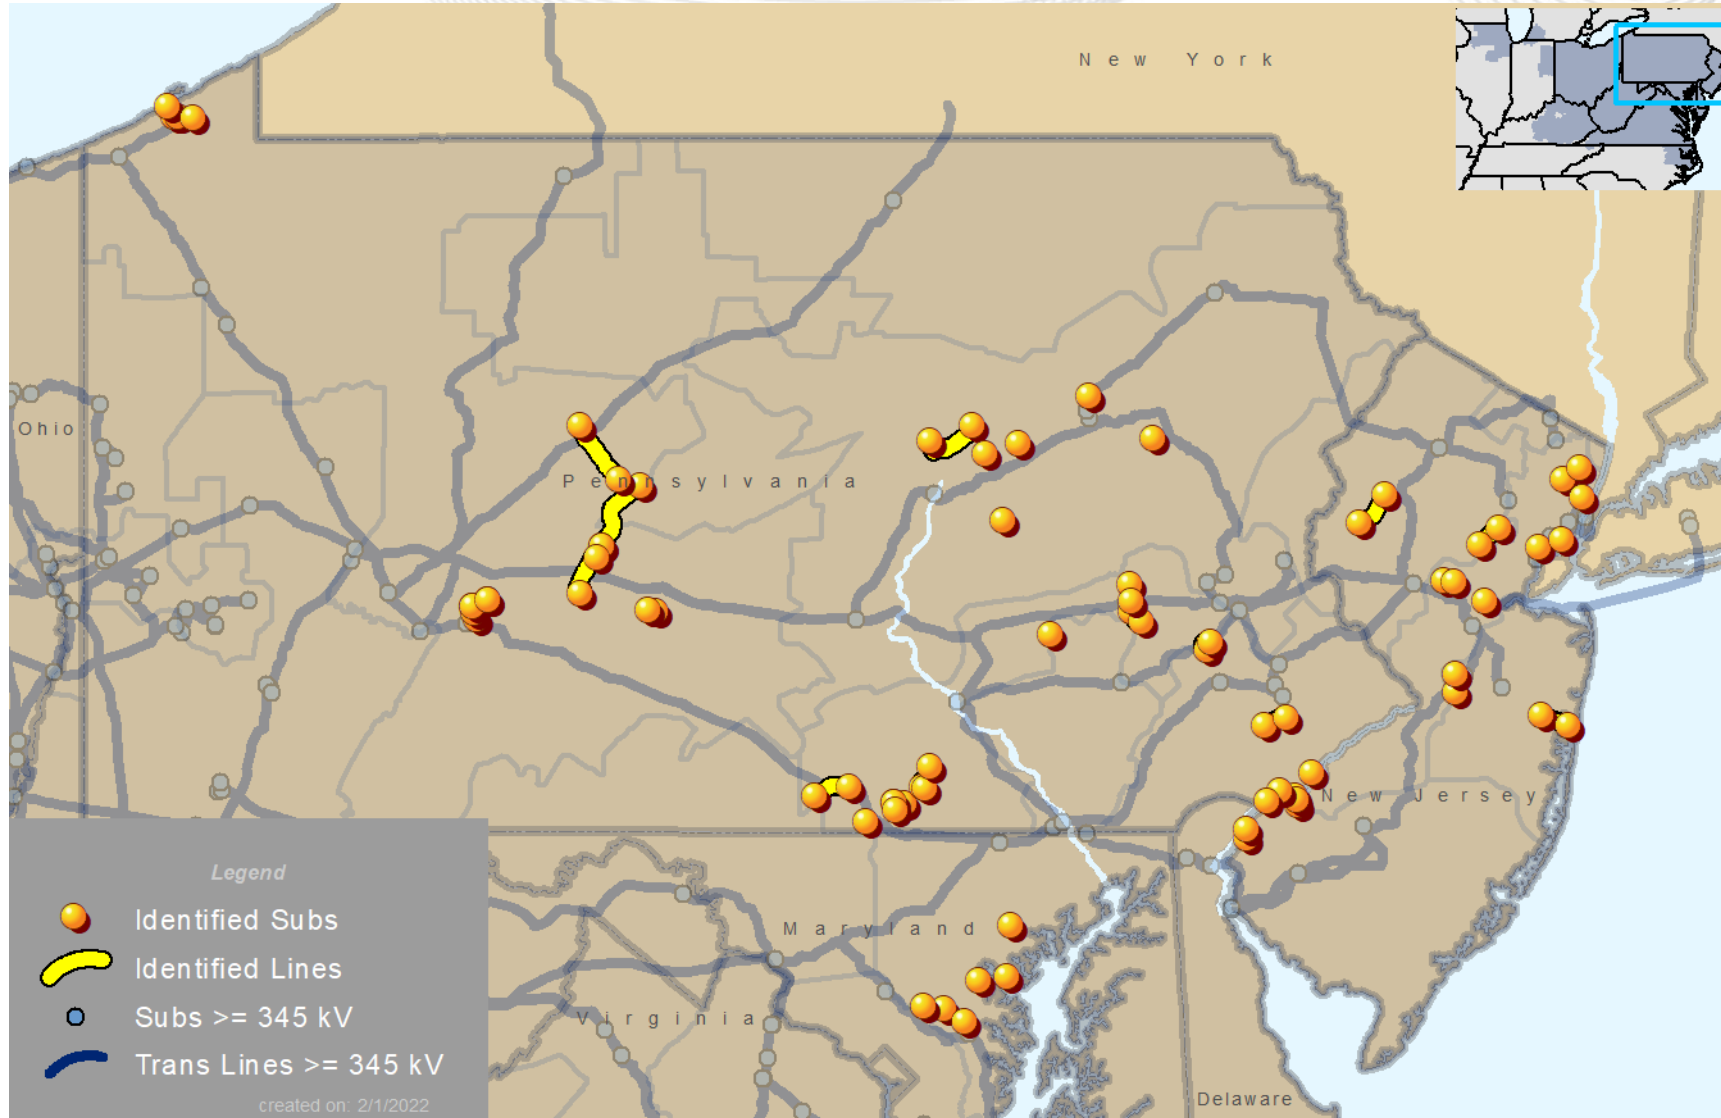 New York
Ohio
Pennsylvania
New Jersey
Maryland
Virginia
Delaware
Legend
Identified Subs
Identified Lines
Subs >= 345 kV
Trans Lines >= 345 kV
created on: 2/1/2022